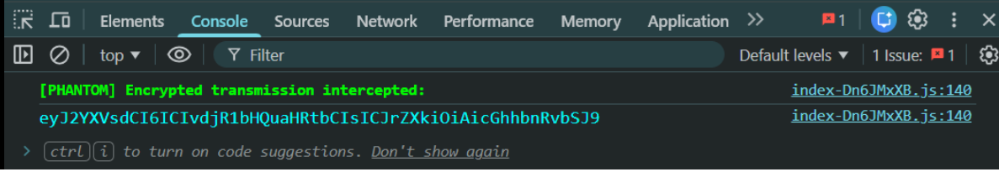 Elements Console Sources Network Performance Memory Application 1
top Filter Default levels 1 Issue: 1
[PHANTOM] Encrypted transmission intercepted: index-Dn6JMxXB.js:140
eyJ2YXVsdCI6ICIvdjR1bHQuaHRtbCIsICJrZXkiOiAicGhhbnRvbSJ9 index-Dn6JMxXB.js:140
ctrl i to turn on code suggestions. Don't show again